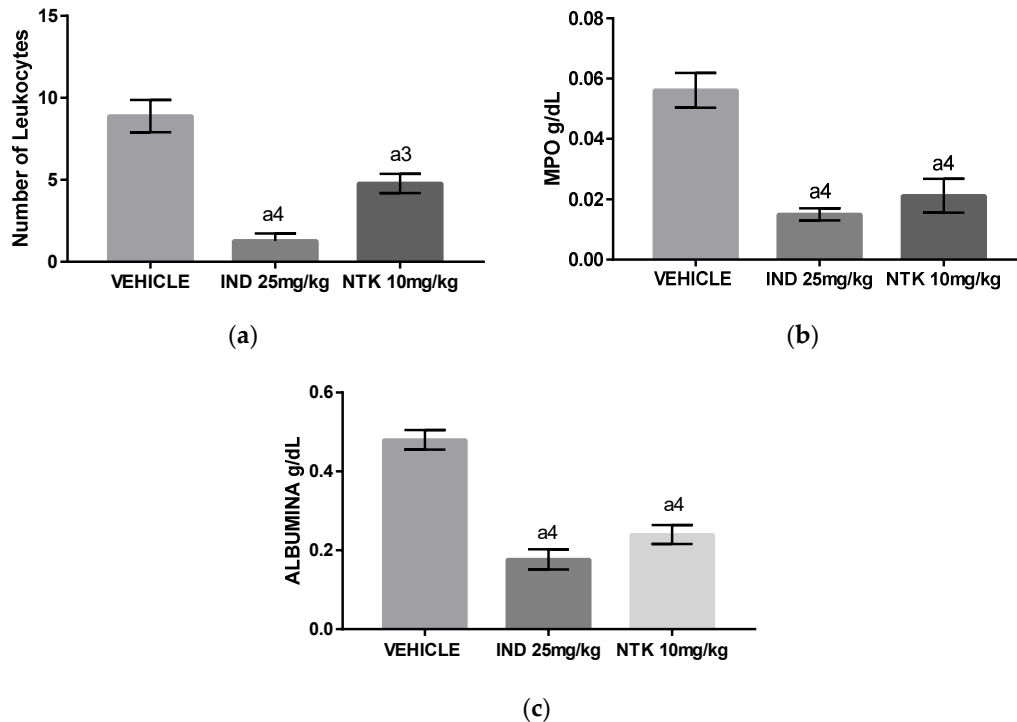 15
10
5
0
Number of Leukocytes
a4
a3
VEHICLE IND 25mg/kg NTK 10mg/kg
(a)
0.08
0.06
0.04
0.02
0.00
MPO g/dL
a4
a4
VEHICLE IND 25mg/kg NTK 10mg/kg
(b)
0.6
0.4
0.2
0.0
ALBUMINA g/dL
a4
a4
VEHICLE IND 25mg/kg NTK 10mg/kg
(c)